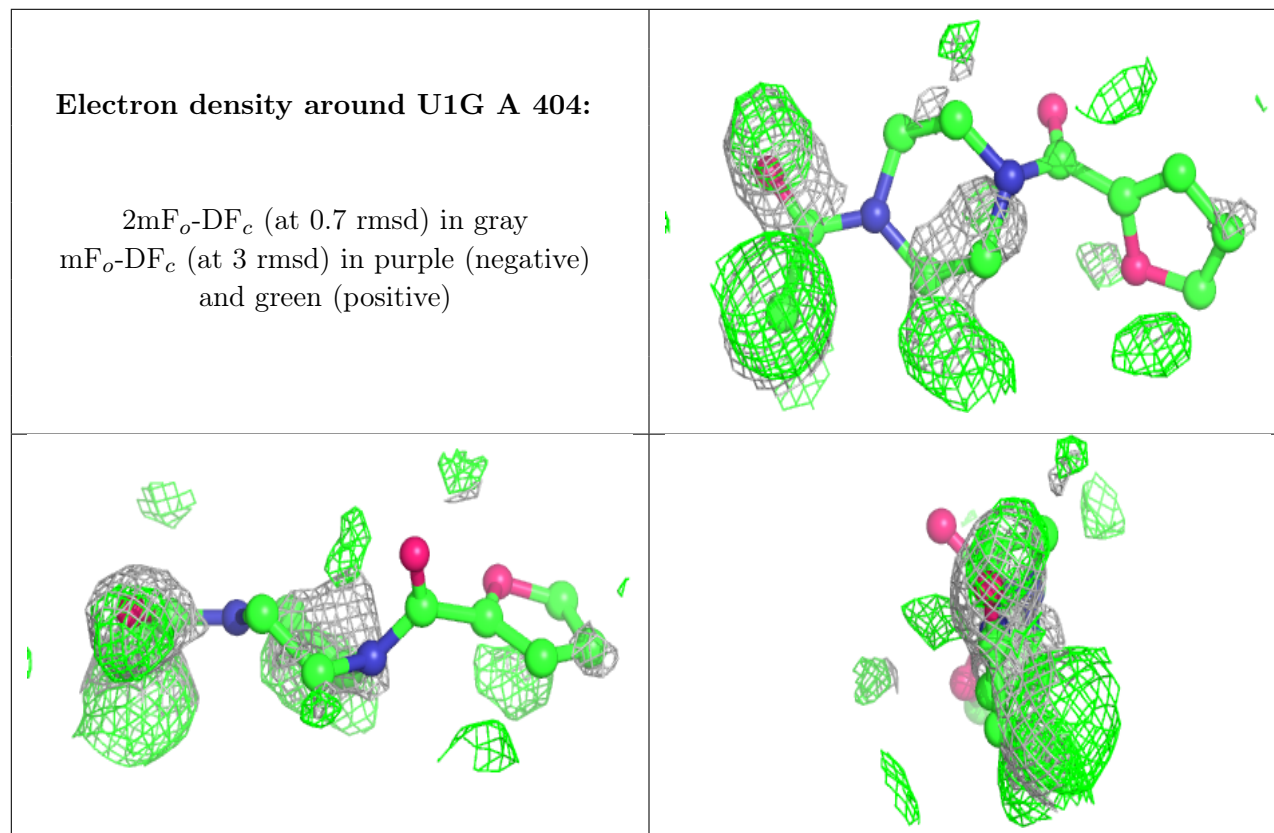 Electron density around U1G A 404:
2mFo-DFc (at 0.7 rmsd) in gray
mFo-DFc (at 3 rmsd) in purple (negative)
and green (positive)